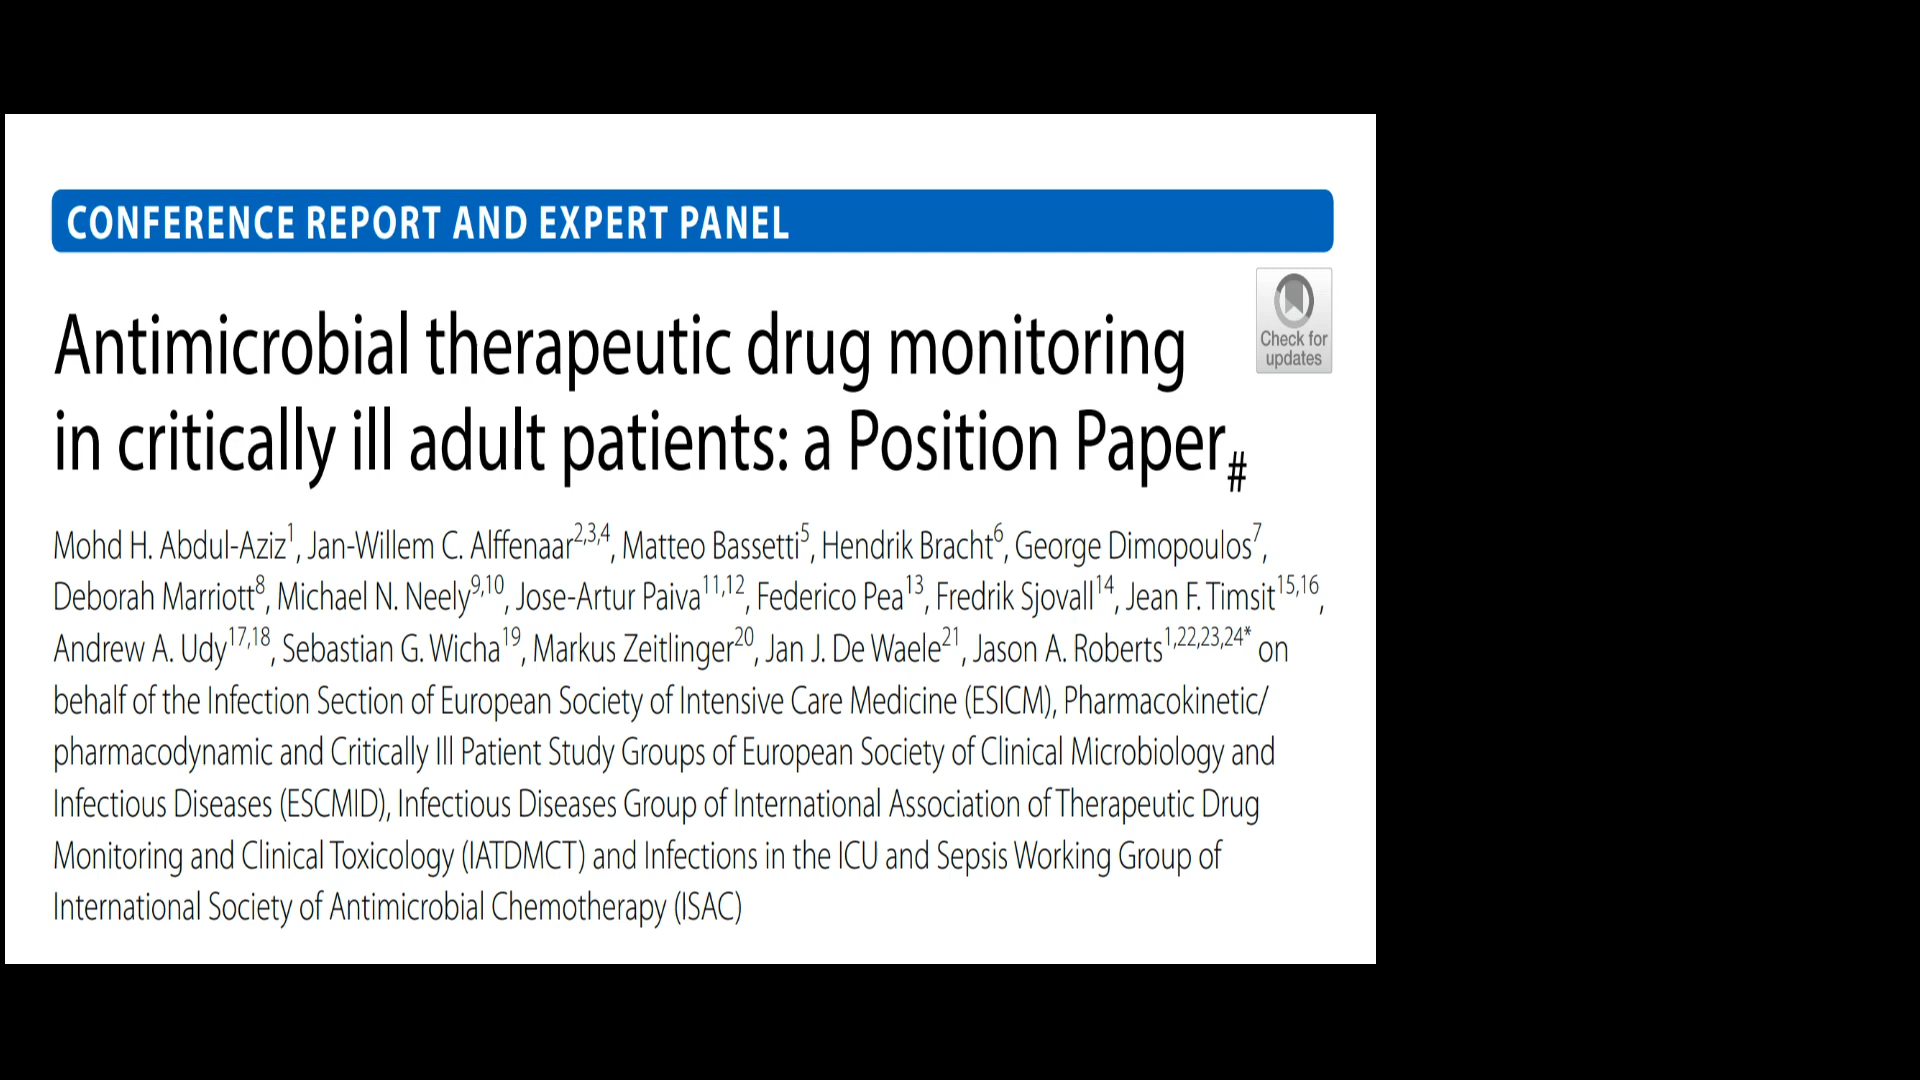 CONFERENCE REPORT AND EXPERT PANEL
Check for
updates
Antimicrobial therapeutic drug monitoring
in critically ill adult patients: a Position Paper#
Mohd H. Abdul-Aziz1, Jan-Willem C. Alffenaar2,3,4, Matteo Bassetti5, Hendrik Bracht6, George Dimopoulos7,
Deborah Marriott8, Michael N. Neely9,10, Jose-Artur Paiva11,12, Federico Pea13, Fredrik Sjovall14, Jean F. Timsit15,16,
Andrew A. Udy17,18, Sebastian G. Wicha19, Markus Zeitlinger20, Jan J. De Waele21, Jason A. Roberts1,22,23,24* on
behalf of the Infection Section of European Society of Intensive Care Medicine (ESICM), Pharmacokinetic/
pharmacodynamic and Critically Ill Patient Study Groups of European Society of Clinical Microbiology and
Infectious Diseases (ESCMID), Infectious Diseases Group of International Association of Therapeutic Drug
Monitoring and Clinical Toxicology (IATDMCT) and Infections in the ICU and Sepsis Working Group of
International Society of Antimicrobial Chemotherapy (ISAC)